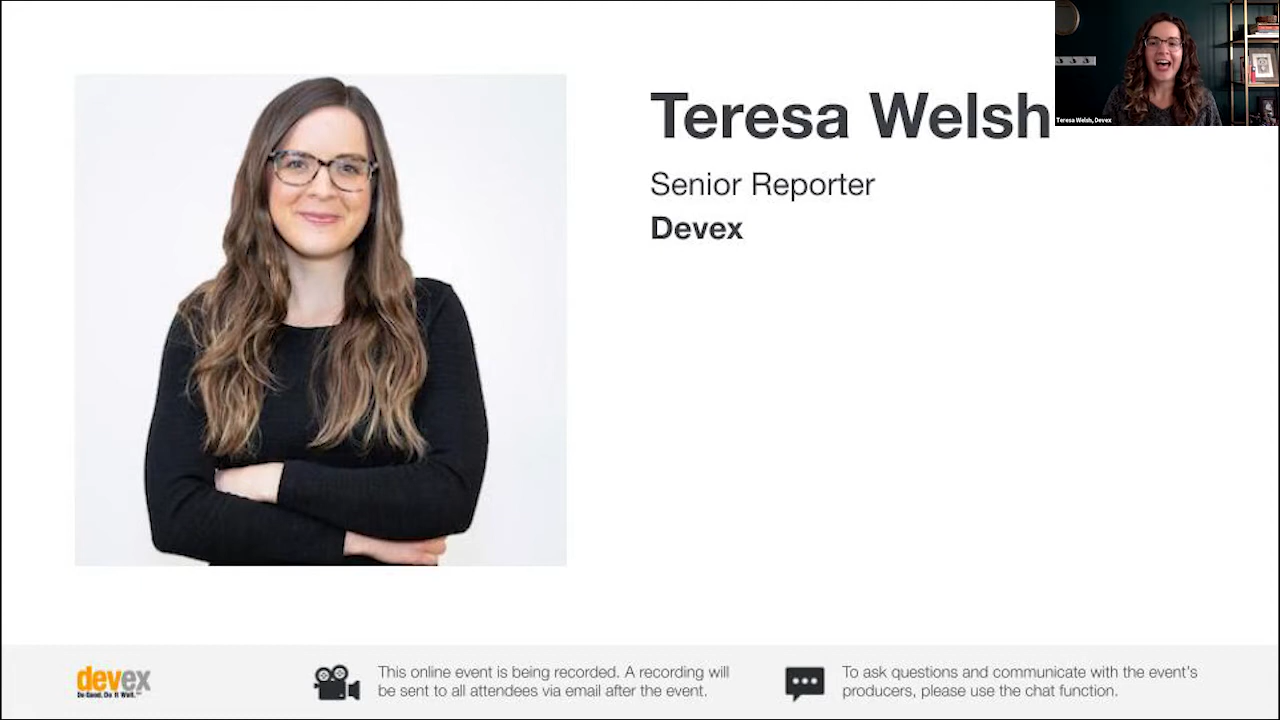 Teresa Welsh
Senior Reporter
Devex
Teresa Welsh, Devex
devex
Do Good. Do It Well.
This online event is being recorded. A recording will
be sent to all attendees via email after the event.
To ask questions and communicate with the event's
producers, please use the chat function.